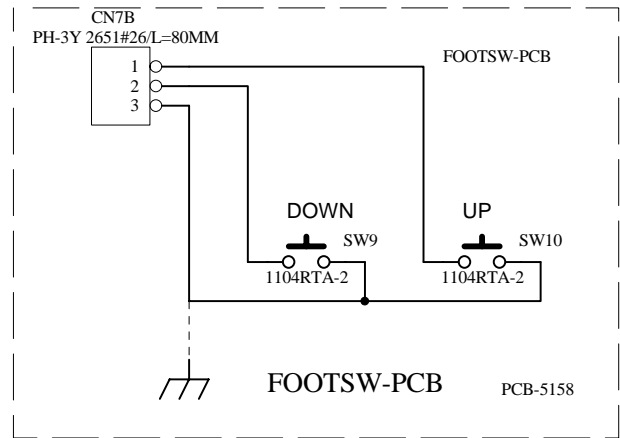 CN7B
PH-3Y 2651#26/L=80MM
FOOTSW-PCB
1
2
3
DOWN
UP
SW9
SW10
1104RTA-2
1104RTA-2
FOOTSW-PCB
PCB-5158